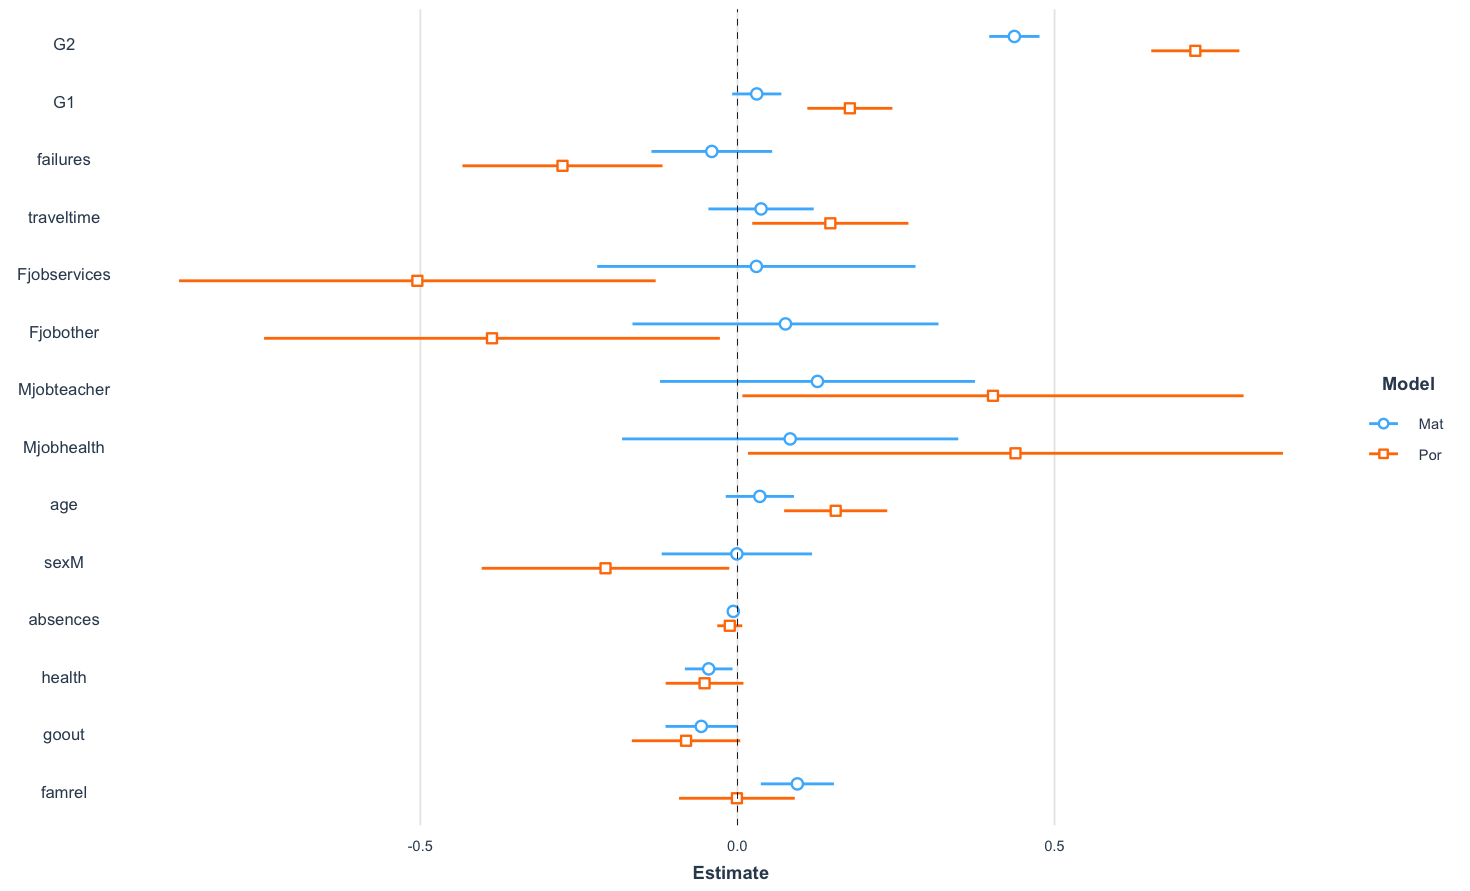 G2
G1
failures
traveltime
Fjobservices
Fjobother
Mjobteacher
Mjobhealth
age
sexM
absences
health
goout
famrel
-0.5
0.0
0.5
Estimate
Model
Mat
Por